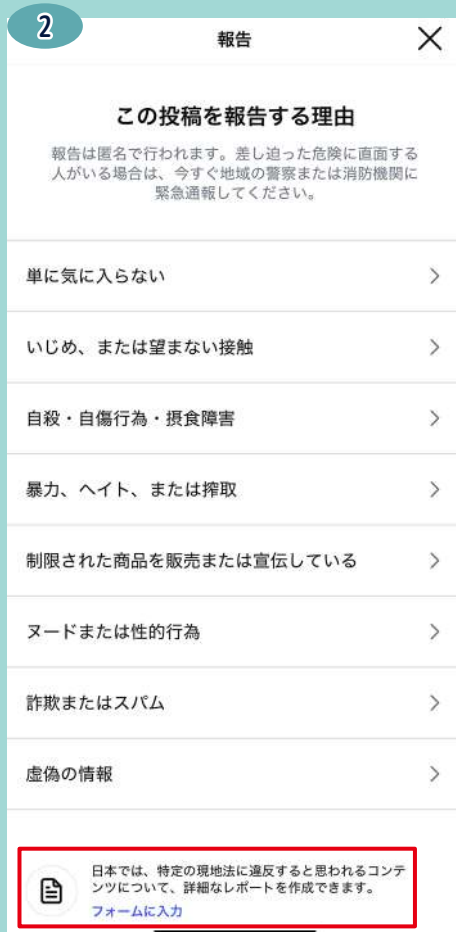 2
報告
この投稿を報告する理由
報告は匿名で行われます。差し迫った危険に直面する
人がいる場合は、今すぐ地域の警察または消防機関に
緊急通報してください。
単に気に入らない
いじめ、または望まない接触
自殺・自傷行為・摂食障害
暴力、ヘイト、または搾取
制限された商品を販売または宣伝している
ヌードまたは性的行為
詐欺またはスパム
虚偽の情報
日本では、特定の現地法に違反すると思われるコンテ
ンツについて、詳細なレポートを作成できます。
フォームに入力